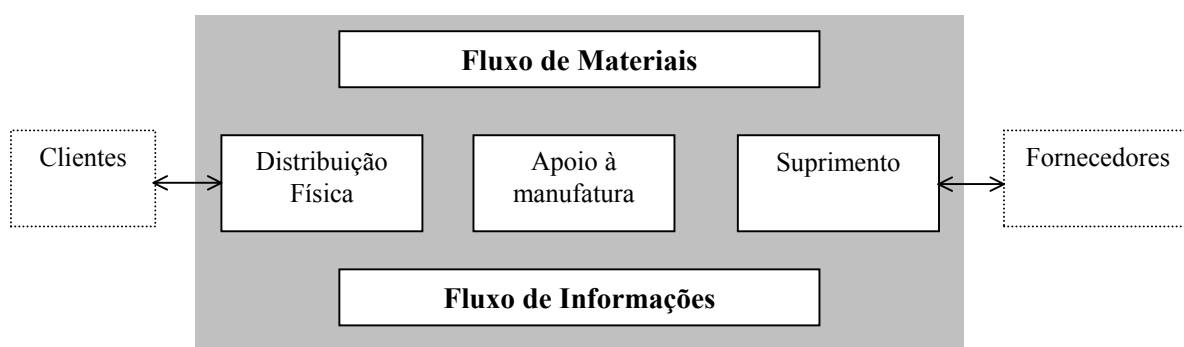 Fluxo de Materiais
Clientes
Distribuição
Física
Apoio à
manufatura
Suprimento
Fornecedores
Fluxo de Informações